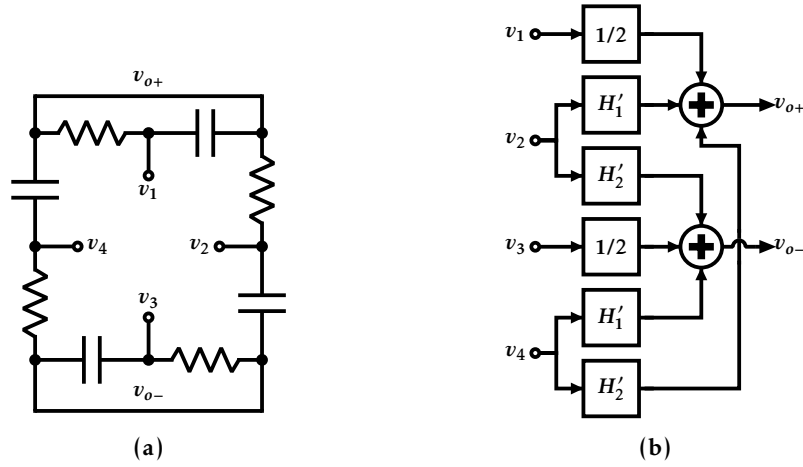 v_{o+}
v_1
v_4
v_2
v_3
v_{o-}
(a)
v_1
1/2
H'_1
v_{o+}
v_2
H'_2
v_3
1/2
v_{o-}
H'_1
v_4
H'_2
(b)